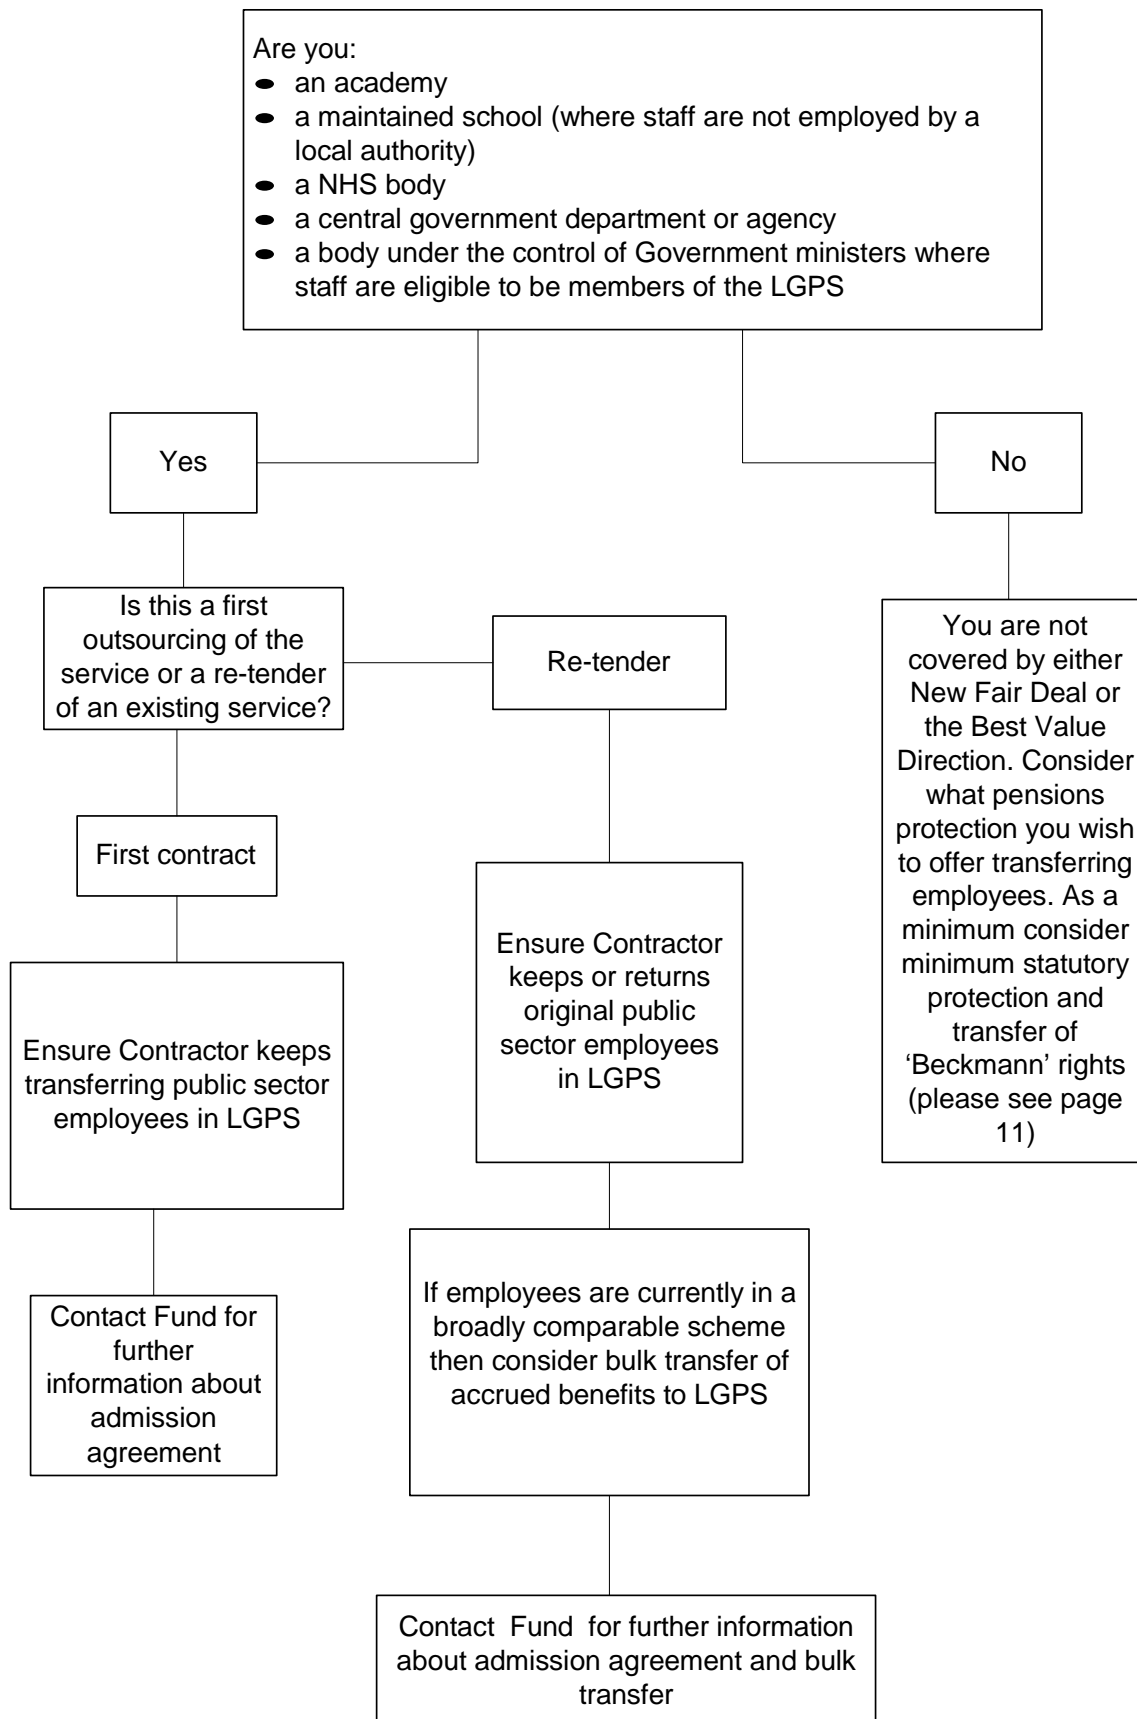 Are you:
an academy
a maintained school (where staff are not employed by a
local authority)
a NHS body
a central government department or agency
a body under the control of Government ministers where
staff are eligible to be members of the LGPS
Yes
No
Is this a first
outsourcing of the
service or a re-tender
of an existing service?
Re-tender
You are not
covered by either
New Fair Deal or
the Best Value
Direction. Consider
what pensions
protection you wish
to offer transferring
employees. As a
minimum consider
minimum statutory
protection and
transfer of
‘Beckmann’ rights
(please see page
11)
First contract
Ensure Contractor
keeps or returns
original public
sector employees
in LGPS
Ensure Contractor keeps
transferring public sector
employees in LGPS
If employees are currently in a
broadly comparable scheme
then consider bulk transfer of
accrued benefits to LGPS
Contact Fund for
further
information about
admission
agreement
Contact  Fund  for further information
about admission agreement and bulk
transfer